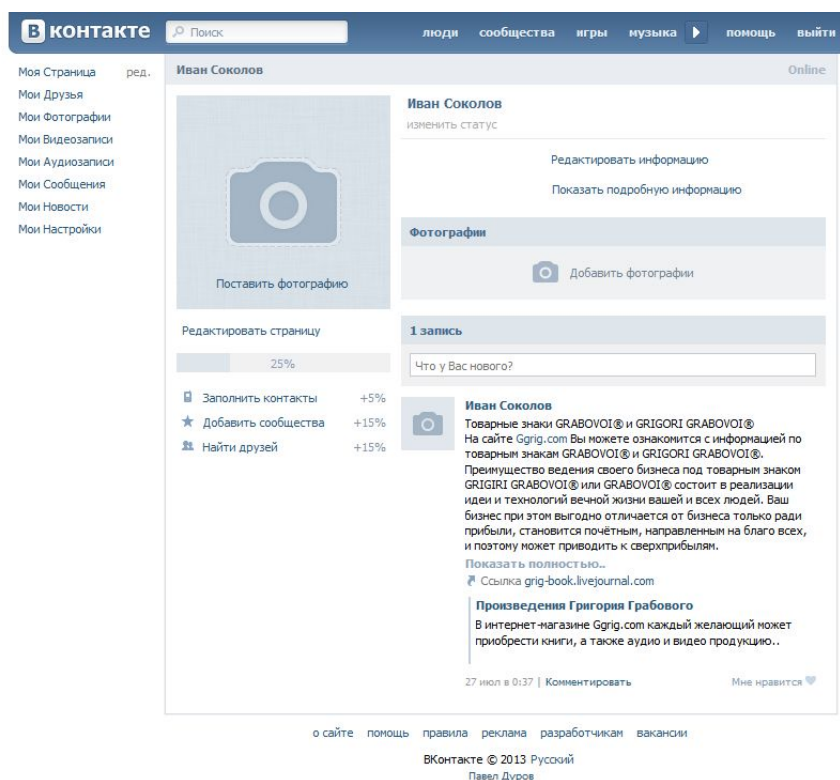 В контакте
Поиск
люди сообщества игры музыка помощь выйти
Моя Страница ред.
Мои Друзья
Мои Фотографии
Мои Видеозаписи
Мои Аудиозаписи
Мои Сообщения
Мои Новости
Мои Настройки
Иван Соколов Online
Поставить фотографию
Редактировать страницу
25%
Заполнить контакты +5%
Добавить сообщества +15%
Найти друзей +15%
Иван Соколов
изменить статус
Редактировать информацию
Показать подробную информацию
Фотографии
Добавить фотографии
1 запись
Что у Вас нового?
Иван Соколов
Товарные знаки GRABOVOI® и GRIGORI GRABOVOI®
На сайте Ggrig.com Вы можете ознакомится с информацией по
товарным знакам GRABOVOI® и GRIGORI GRABOVOI®.
Преимущество ведения своего бизнеса под товарным знаком
GRIGIRI GRABOVOI® или GRABOVOI® состоит в реализации
идеи и технологий вечной жизни вашей и всех людей. Ваш
бизнес при этом выгодно отличается от бизнеса только ради
прибыли, становится почётным, направленным на благо всех,
и поэтому может приводить к сверхприбылям.
Показать полностью..
Ссылка grig-book.livejournal.com
Произведения Григория Грабового
В интернет-магазине Ggrig.com каждый желающий может
приобрести книги, а также аудио и видео продукцию..
27 июл в 0:37 | Комментировать Мне нравится
о сайте помощь правила реклама разработчикам вакансии
ВКонтакте © 2013 Русский
Павел Дуров